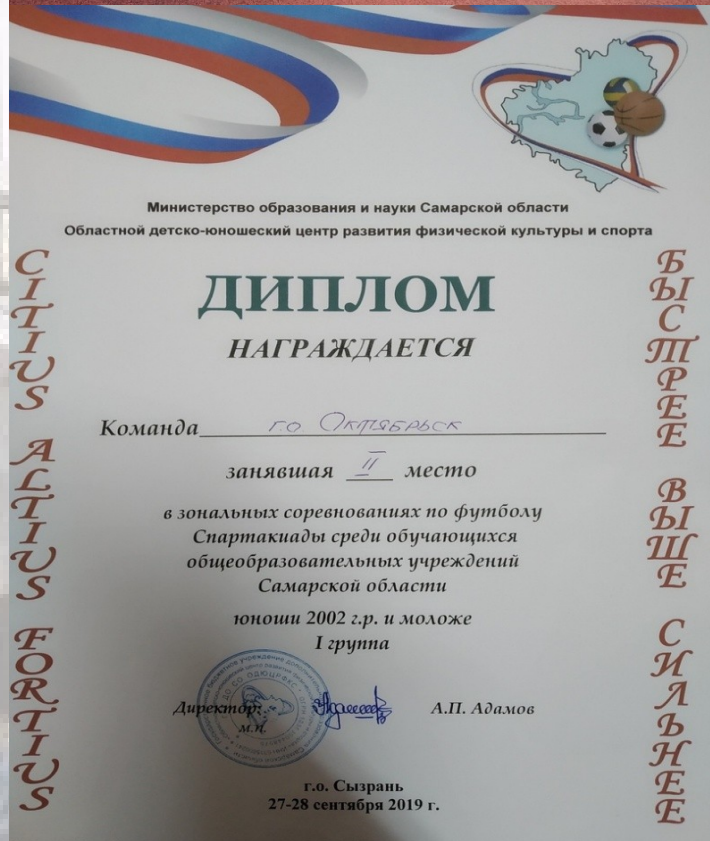 Министерство образования и науки Самарской области
Областной детско-юношеский центр развития физической культуры и спорта
ДИПЛОМ
НАГРАЖДАЕТСЯ
Команда г.о. Октябрьск
занявшая II место
в зональных соревнованиях по футболу
Спартакиады среди обучающихся
общеобразовательных учреждений
Самарской области
юноши 2002 г.р. и моложе
I группа
Директор: А.П. Адамов
м.п.
г.о. Сызрань
27-28 сентября 2019 г.
CITIUS ALTIUS FORTIUS
БЫСТРЕЕ ВЫШЕ СИЛЬНЕЕ